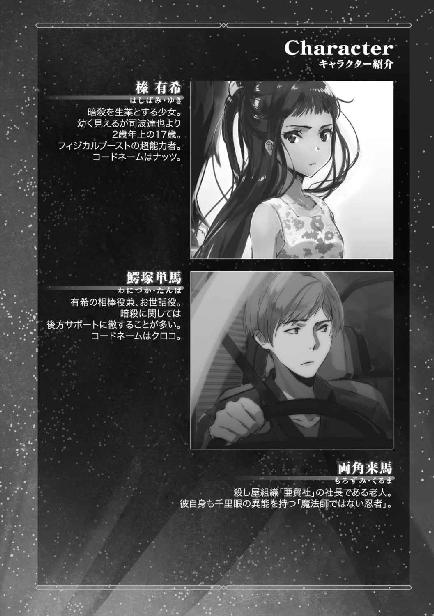 Character
キャラクター紹介
榛 有希
はしばみ・ゆき
暗殺を生業とする少女。
幼く見えるが司波達也より
2歳年上の17歳。
フィジカルブーストの超能力者。
コードネームはナッツ。
鰐塚単馬
わにづか・たんば
有希の相棒役兼、お世話役。
暗殺に関しては
後方サポートに徹することが多い。
コードネームはクロコ。
両角来馬
もろずみ・くるま
殺し屋組織「亜貿社」の社長である老人。
彼自身も千里眼の異能を持つ「魔法師ではない忍者」。